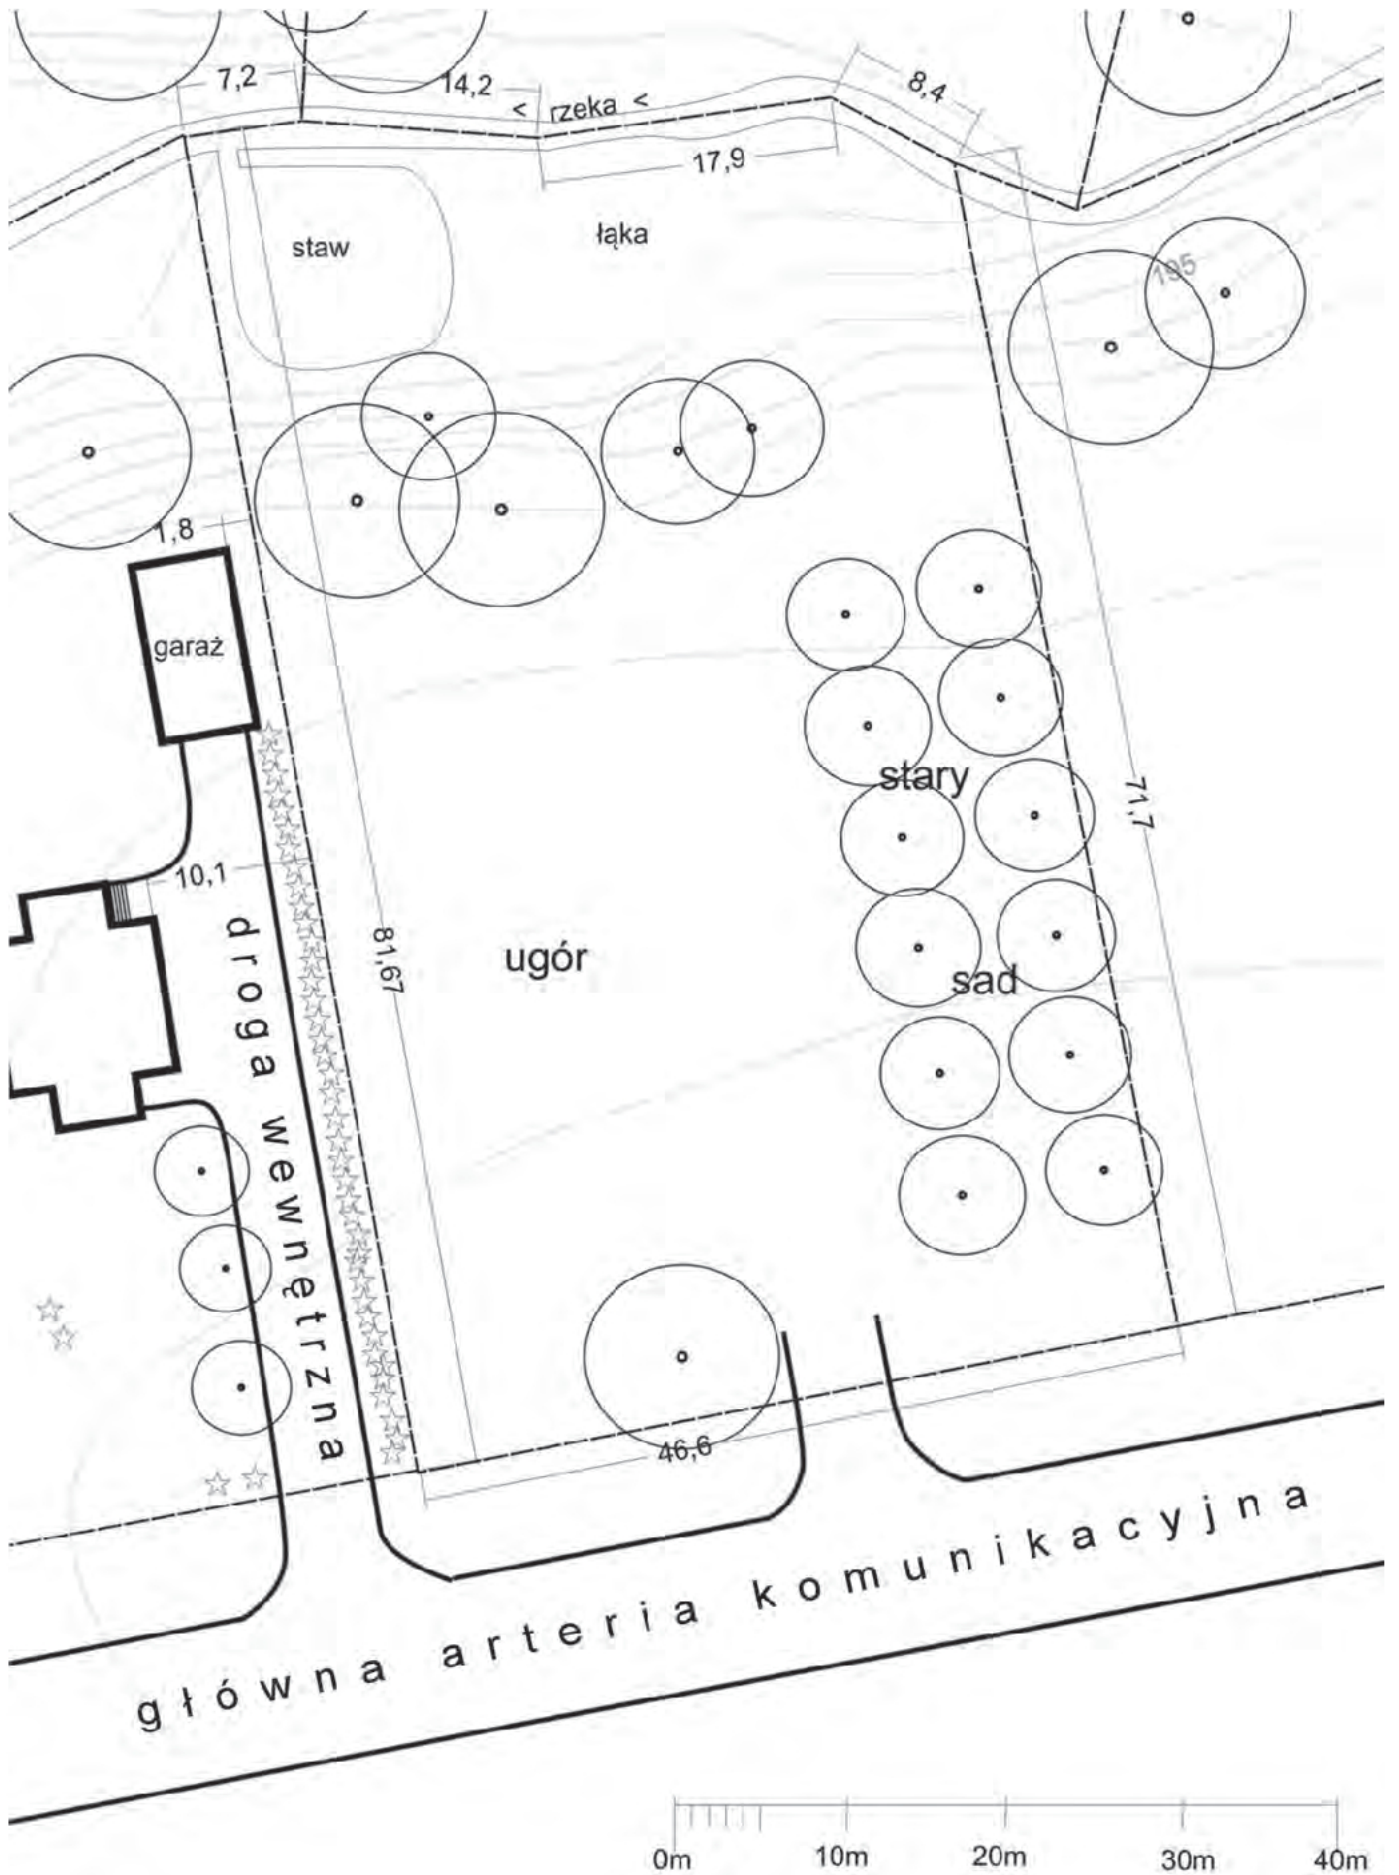 7,2
14,2
< rzeka <
8,4
17,9
staw
łąka
195
1,8
garaż
stary
71,7
10,1
droga wewnętrzna
81,67
ugór
sad
46,6
główna arteria komunikacyjna
0m 10m 20m 30m 40m